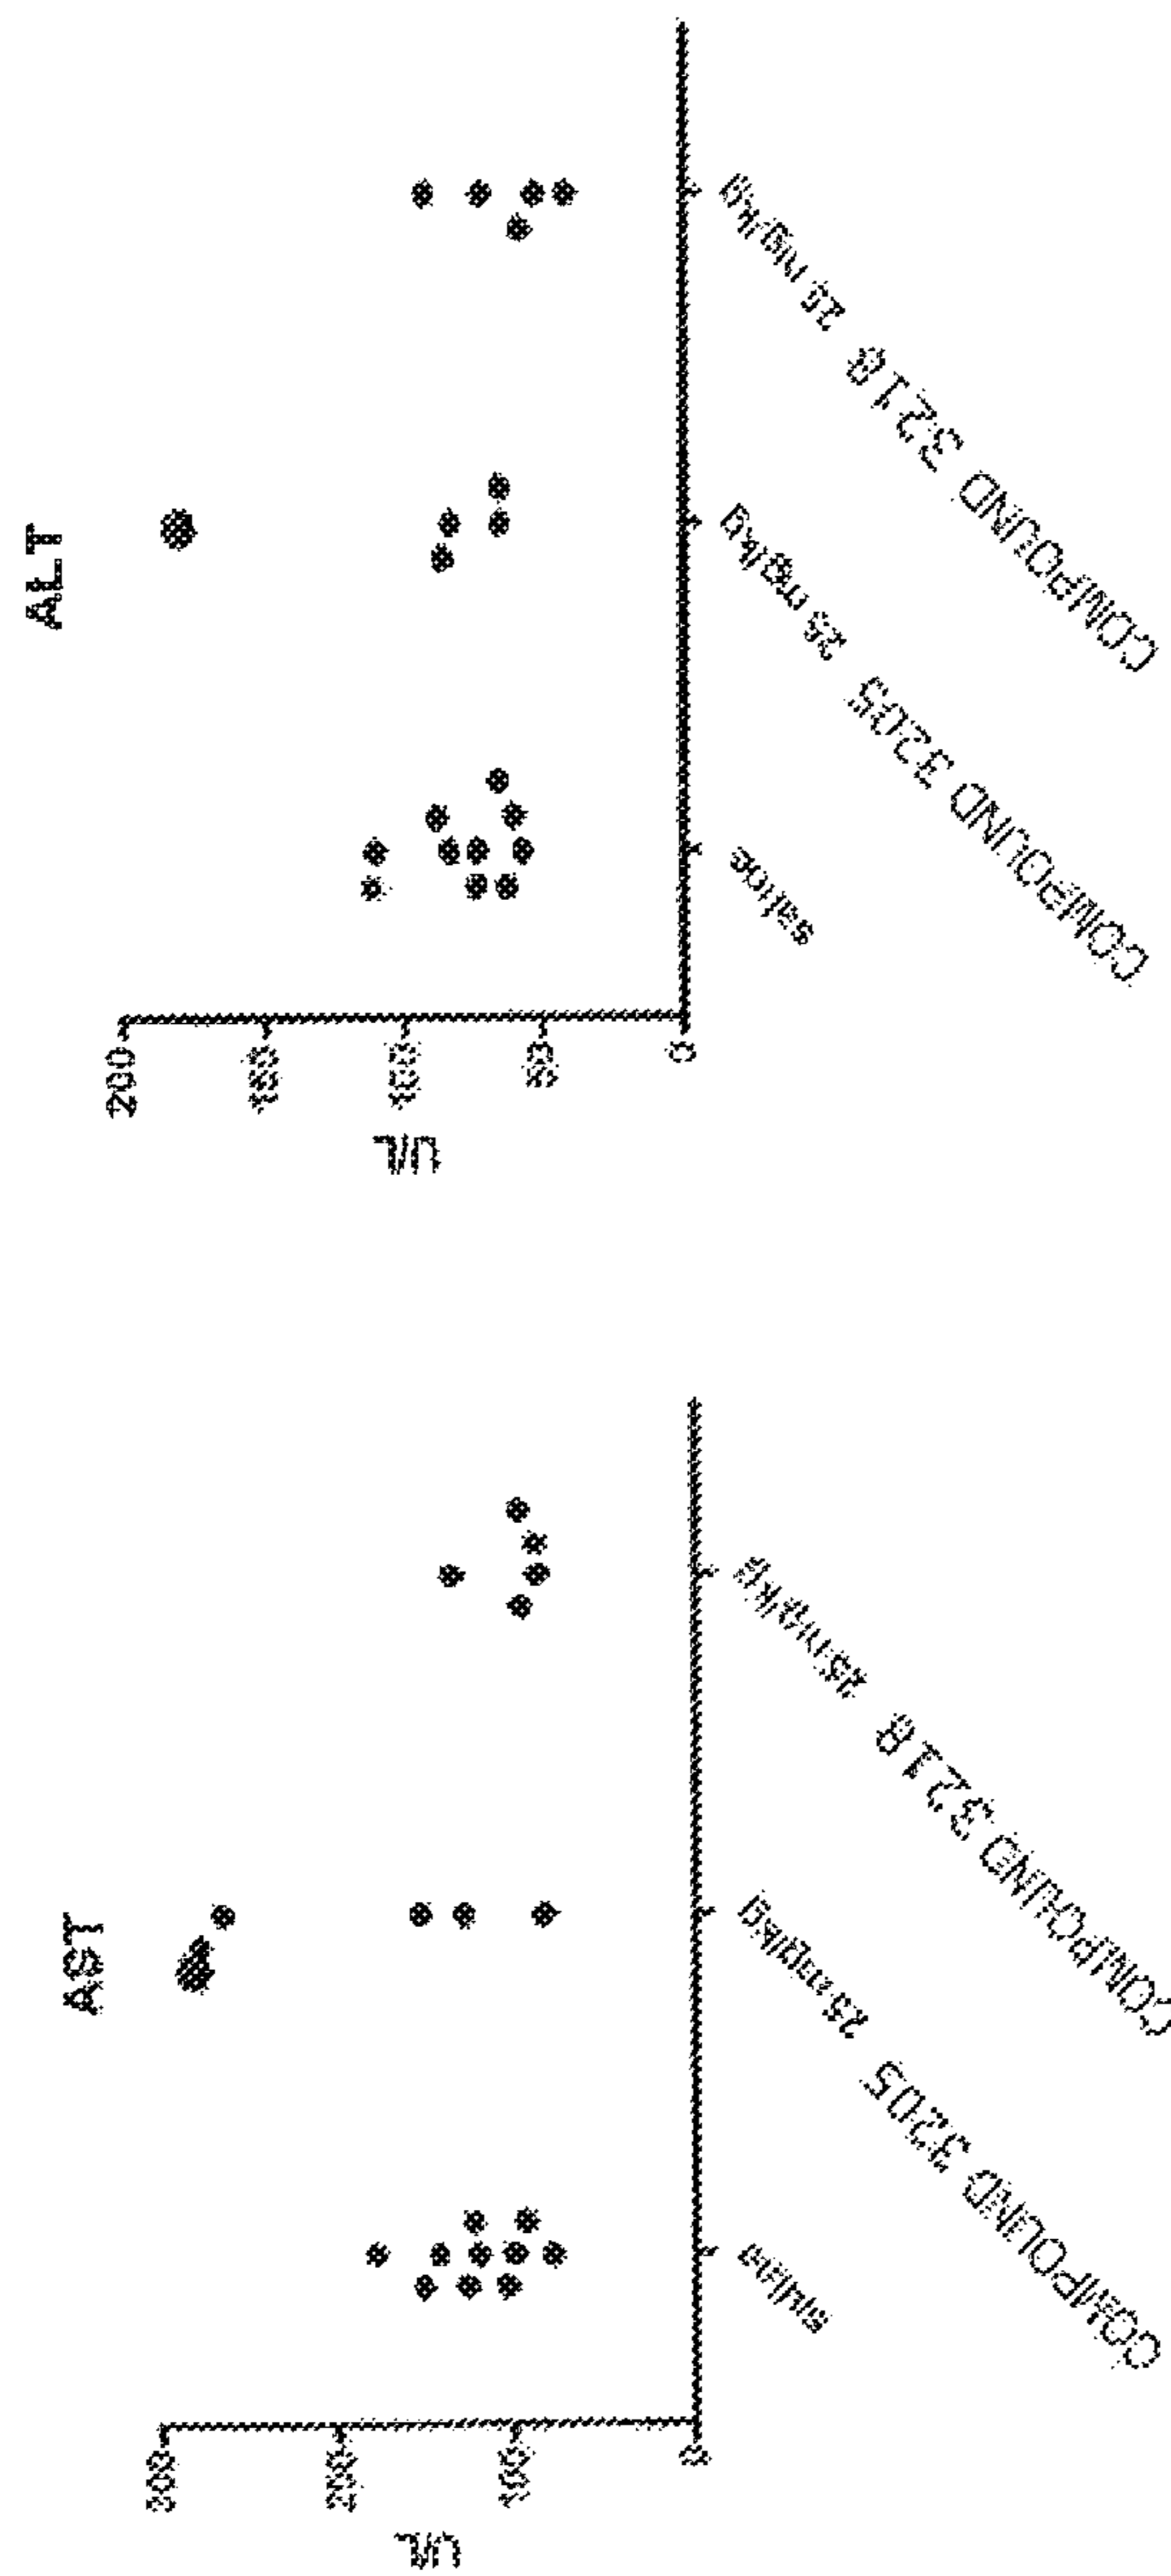 AST
U/L
300
200
100
0
saline
COMPOUND 3205 25 mg/kg
COMPOUND 3218 25 mg/kg
ALT
U/L
200
150
100
50
0
saline
COMPOUND 3205 25 mg/kg
COMPOUND 3218 25 mg/kg